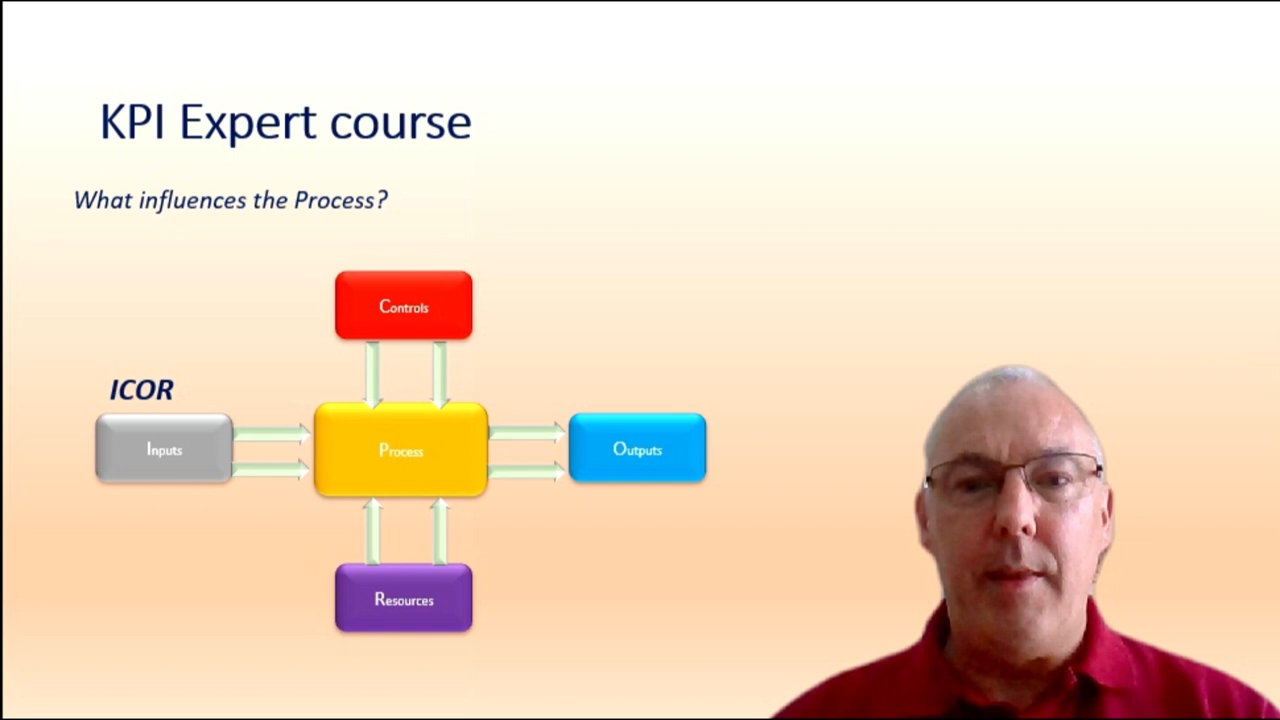 KPI Expert course
What influences the Process?
Controls
ICOR
Inputs
Process
Outputs
Resources